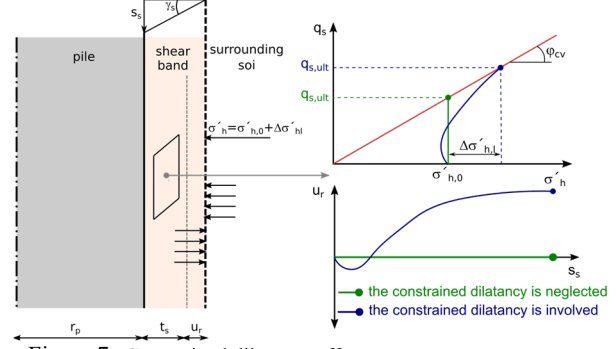 s_s
γ_s
pile
shear
band
surrounding
soi
σ´_h=σ´_h,0+Δσ´_hl
r_p
t_s
u_r
q_s
φ_cv
q_s,ult
q_s,ult
Δσ´_h,l
σ´_h,0
σ´_h
u_r
s_s
the constrained dilatancy is neglected
the constrained dilatancy is involved